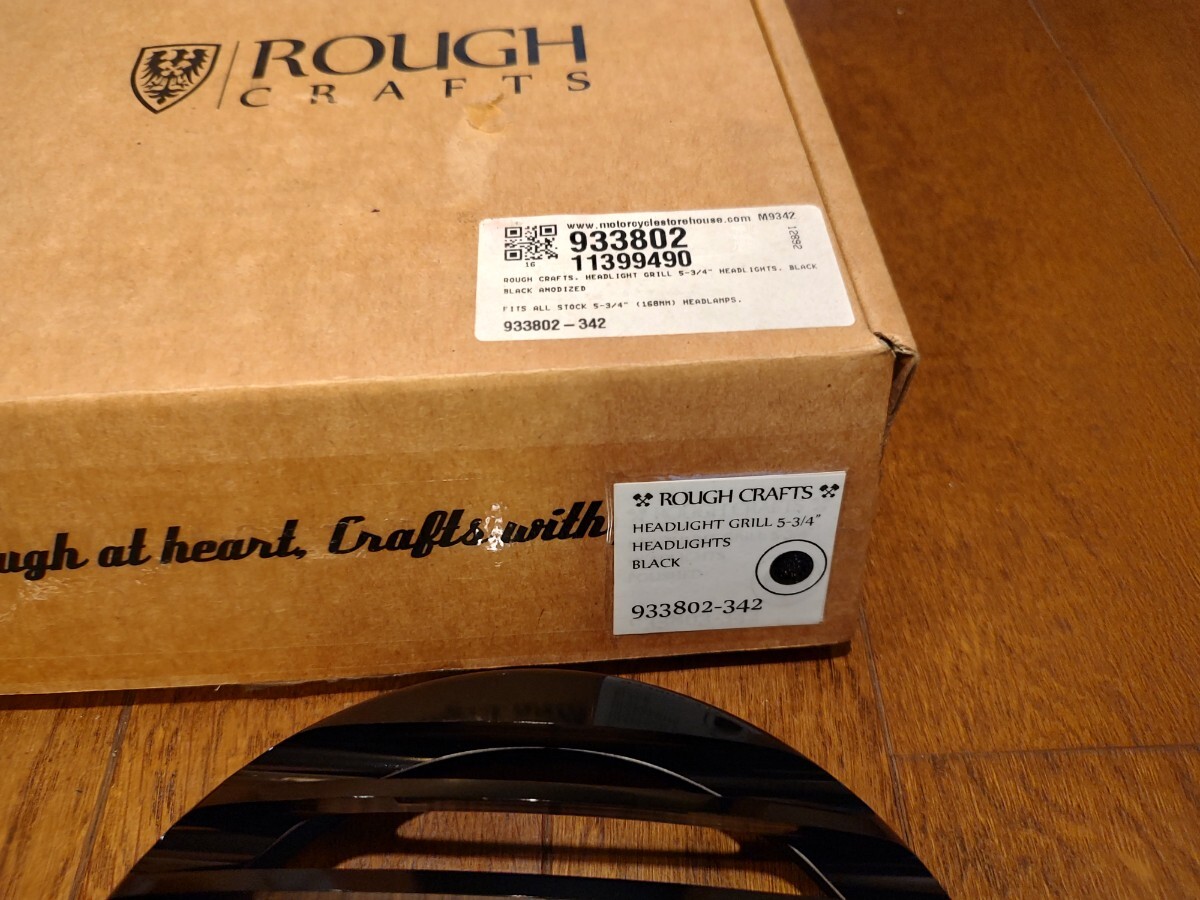 ROUGH
CRAFTS
www.motorcyclestorehouse.com M9342
933802
12892
11399490
16
ROUGH CRAFTS. HEADLIGHT GRILL 5-3/4" HEADLIGHTS. BLACK
BLACK ANODIZED
FITS ALL STOCK 5-3/4" (168MM) HEADLAMPS.
933802-342
ugh at heart, Crafts with
ROUGH CRAFTS
HEADLIGHT GRILL 5-3/4"
HEADLIGHTS
BLACK
933802-342